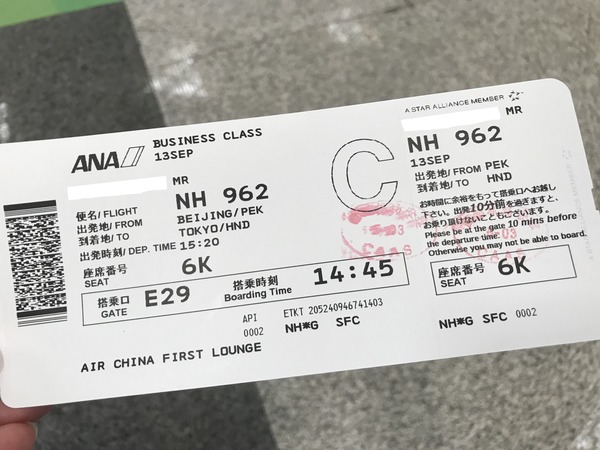 ANA
BUSINESS CLASS
13SEP
MR
NH 962
便名/ FLIGHT
出発地/ FROM BEIJING/PEK
到着地/ TO TOKYO/HND
出発時刻/ DEP. TIME 15:20
座席番号
SEAT
6K
搭乗口
GATE
E29
搭乗時刻
Boarding Time
14:45
API
0002
ETKT 205240946741403
NH*G SFC
AIR CHINA FIRST LOUNGE
C
CAAS
A STAR ALLIANCE MEMBER
MR
NH 962
13SEP
出発地/ FROM PEK
到着地/ TO HND
お時間に余裕をもって搭乗口へお越し
下さい。出発10分前を過ぎますと、
お乗り頂けないこともございます。
Please be at the gate 10 mins before
the departure time.
Otherwise you may not be able to board.
座席番号
SEAT
6K
NH*G SFC 0002